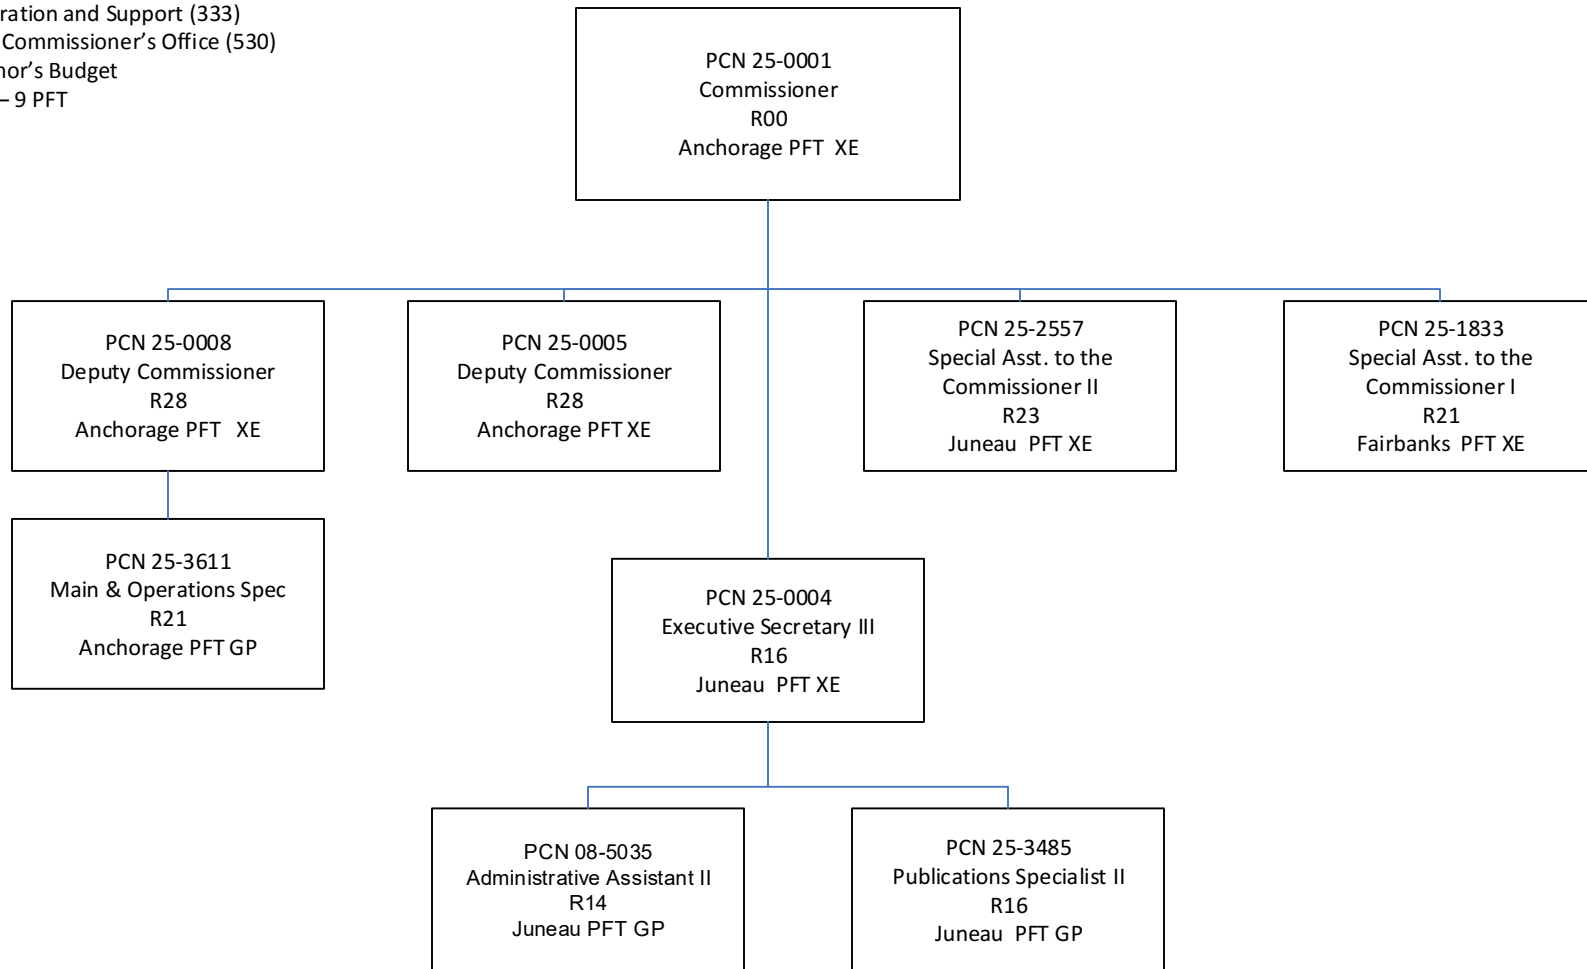 ration and Support (333)
Commissioner's Office (530)
nor's Budget
– 9 PFT
PCN 25-0001
Commissioner
R00
Anchorage PFT XE
PCN 25-0008
Deputy Commissioner
R28
Anchorage PFT XE
PCN 25-0005
Deputy Commissioner
R28
Anchorage PFT XE
PCN 25-2557
Special Asst. to the
Commissioner II
R23
Juneau PFT XE
PCN 25-1833
Special Asst. to the
Commissioner I
R21
Fairbanks PFT XE
PCN 25-3611
Main & Operations Spec
R21
Anchorage PFT GP
PCN 25-0004
Executive Secretary III
R16
Juneau PFT XE
PCN 08-5035
Administrative Assistant II
R14
Juneau PFT GP
PCN 25-3485
Publications Specialist II
R16
Juneau PFT GP